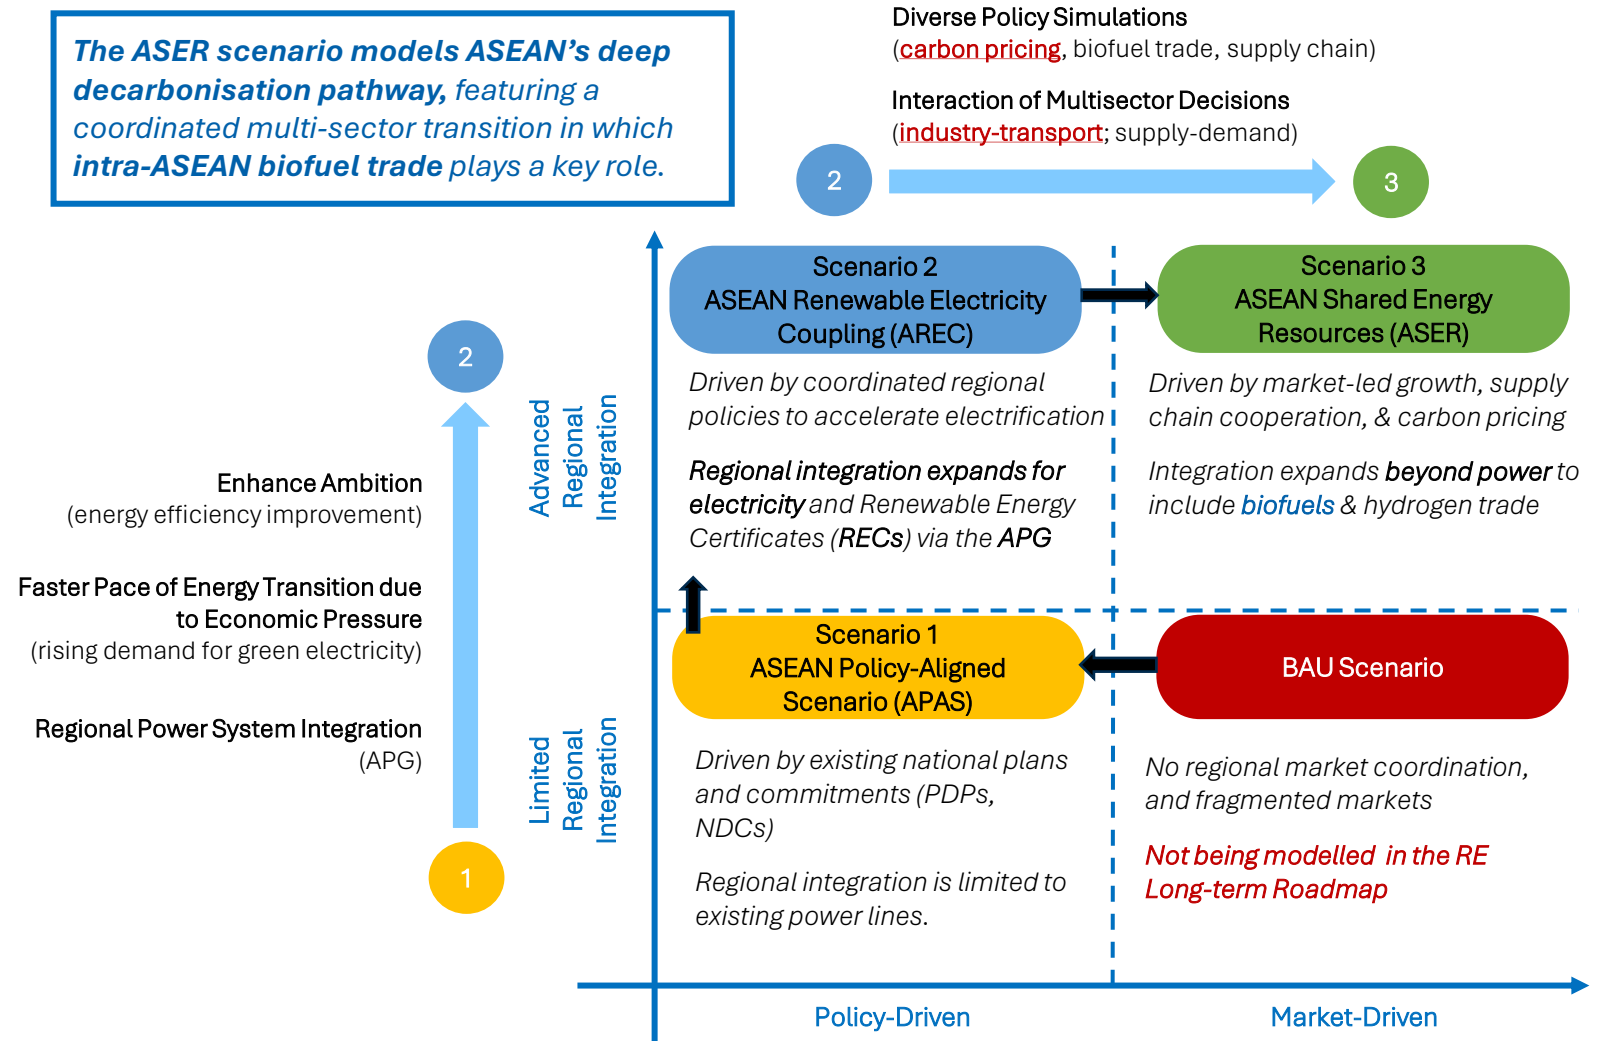 The ASER scenario models ASEAN's deep
decarbonisation pathway, featuring a
coordinated multi-sector transition in which
intra-ASEAN biofuel trade plays a key role.
Diverse Policy Simulations
(carbon pricing, biofuel trade, supply chain)
Interaction of Multisector Decisions
(industry-transport; supply-demand)
2
3
2
Enhance Ambition
(energy efficiency improvement)
Faster Pace of Energy Transition due
to Economic Pressure
(rising demand for green electricity)
Regional Power System Integration
(APG)
1
Advanced
Regional
Integration
Limited
Regional
Integration
Scenario 2
ASEAN Renewable Electricity
Coupling (AREC)
Driven by coordinated regional
policies to accelerate electrification
Regional integration expands for
electricity and Renewable Energy
Certificates (RECs) via the APG
Scenario 3
ASEAN Shared Energy
Resources (ASER)
Driven by market-led growth, supply
chain cooperation, & carbon pricing
Integration expands beyond power to
include biofuels & hydrogen trade
Scenario 1
ASEAN Policy-Aligned
Scenario (APAS)
Driven by existing national plans
and commitments (PDPs,
NDCs)
Regional integration is limited to
existing power lines.
BAU Scenario
No regional market coordination,
and fragmented markets
Not being modelled in the RE
Long-term Roadmap
Policy-Driven
Market-Driven